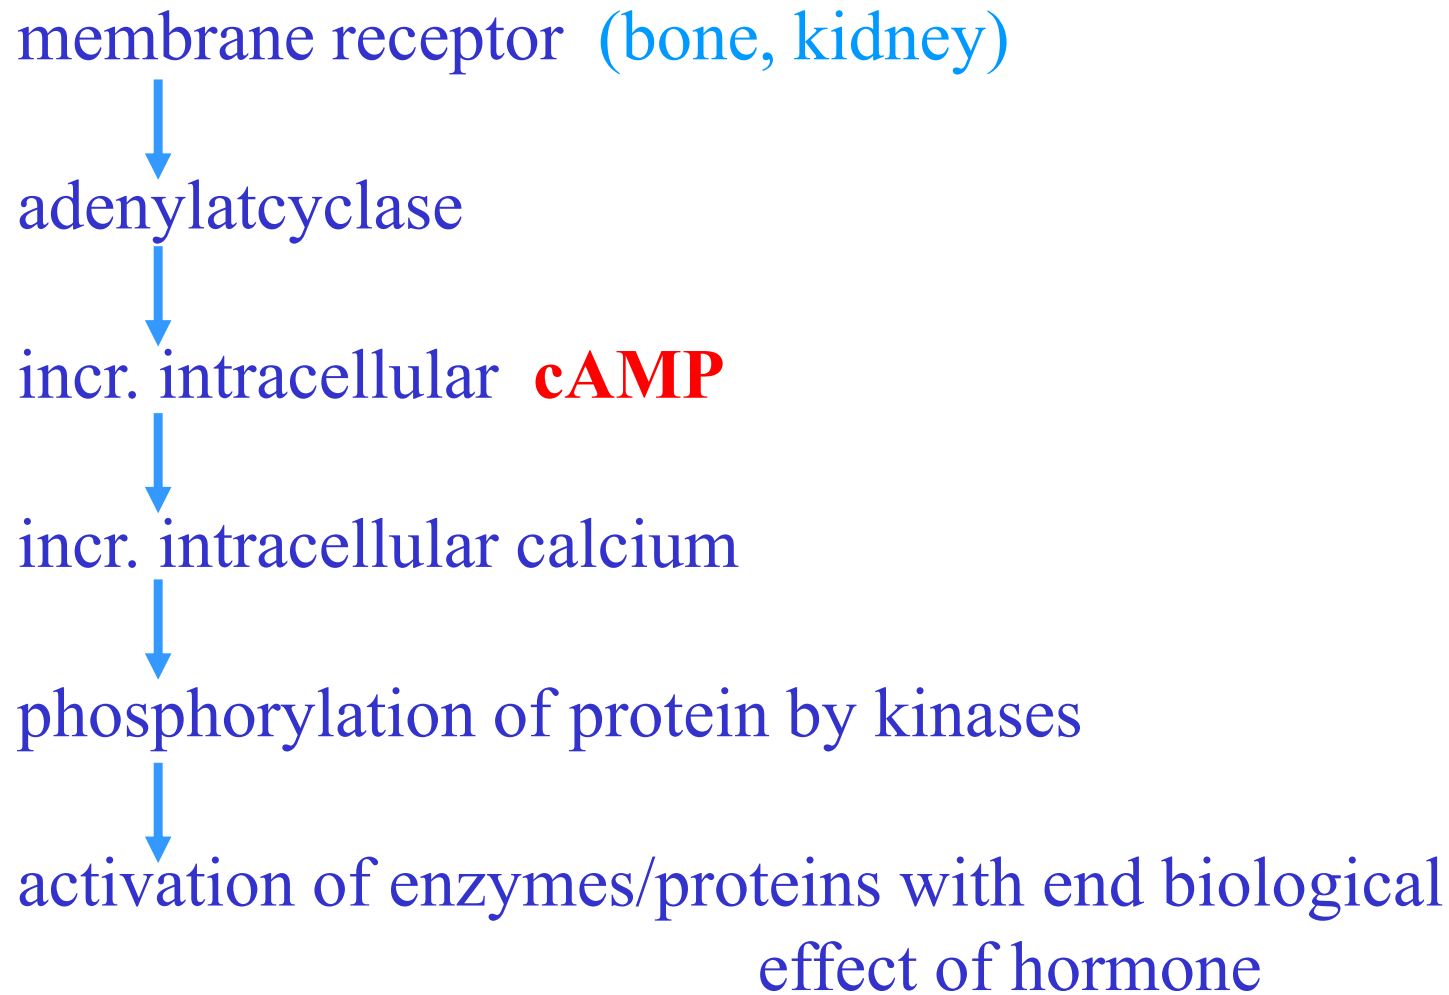 membrane receptor (bone, kidney)
adenylatcyclase
incr. intracellular cAMP
incr. intracellular calcium
phosphorylation of protein by kinases
activation of enzymes/proteins with end biological
effect of hormone